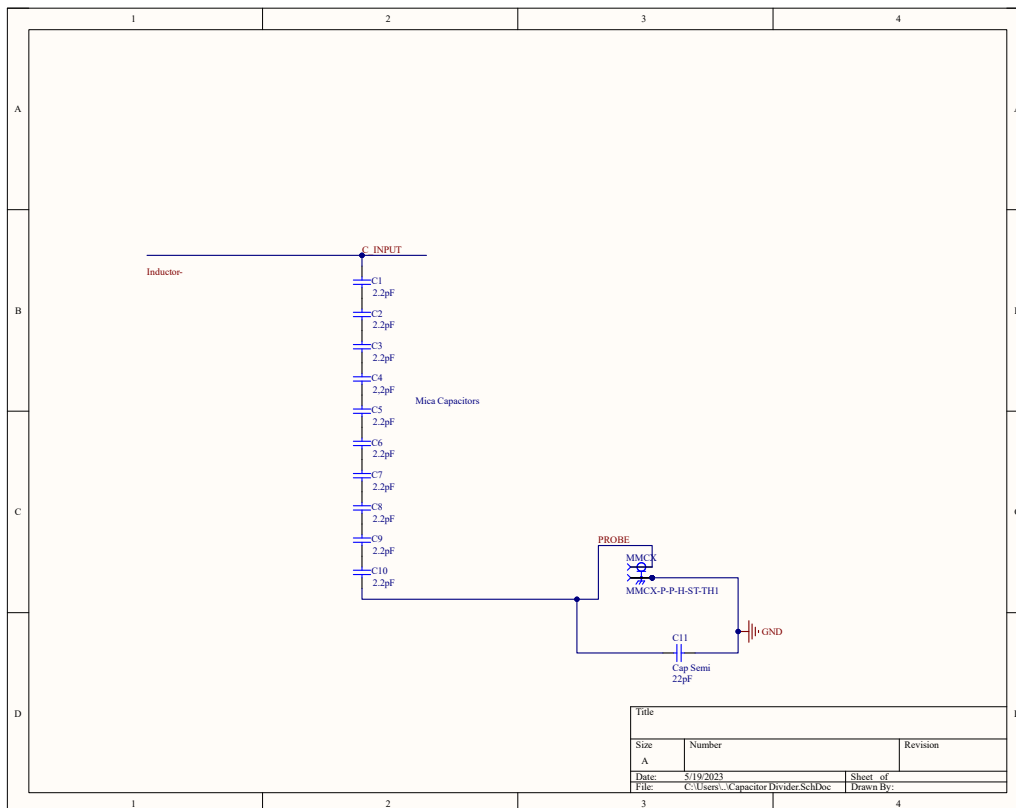 1 2 3 4
A
B
C
D
C_INPUT
Inductor-
C1
2.2pF
C2
2.2pF
C3
2.2pF
C4
2,2pF
C5
2.2pF
Mica Capacitors
C6
2.2pF
C7
2.2pF
C8
2.2pF
C9
2.2pF
C10
2.2pF
PROBE
MMCX
MMCX-P-P-H-ST-TH1
GND
C11
Cap Semi
22pF
Title
Size Number Revision
A
Date: 5/19/2023 Sheet of
File: C:\Users\..\Capacitor Divider.SchDoc Drawn By:
1 2 3 4